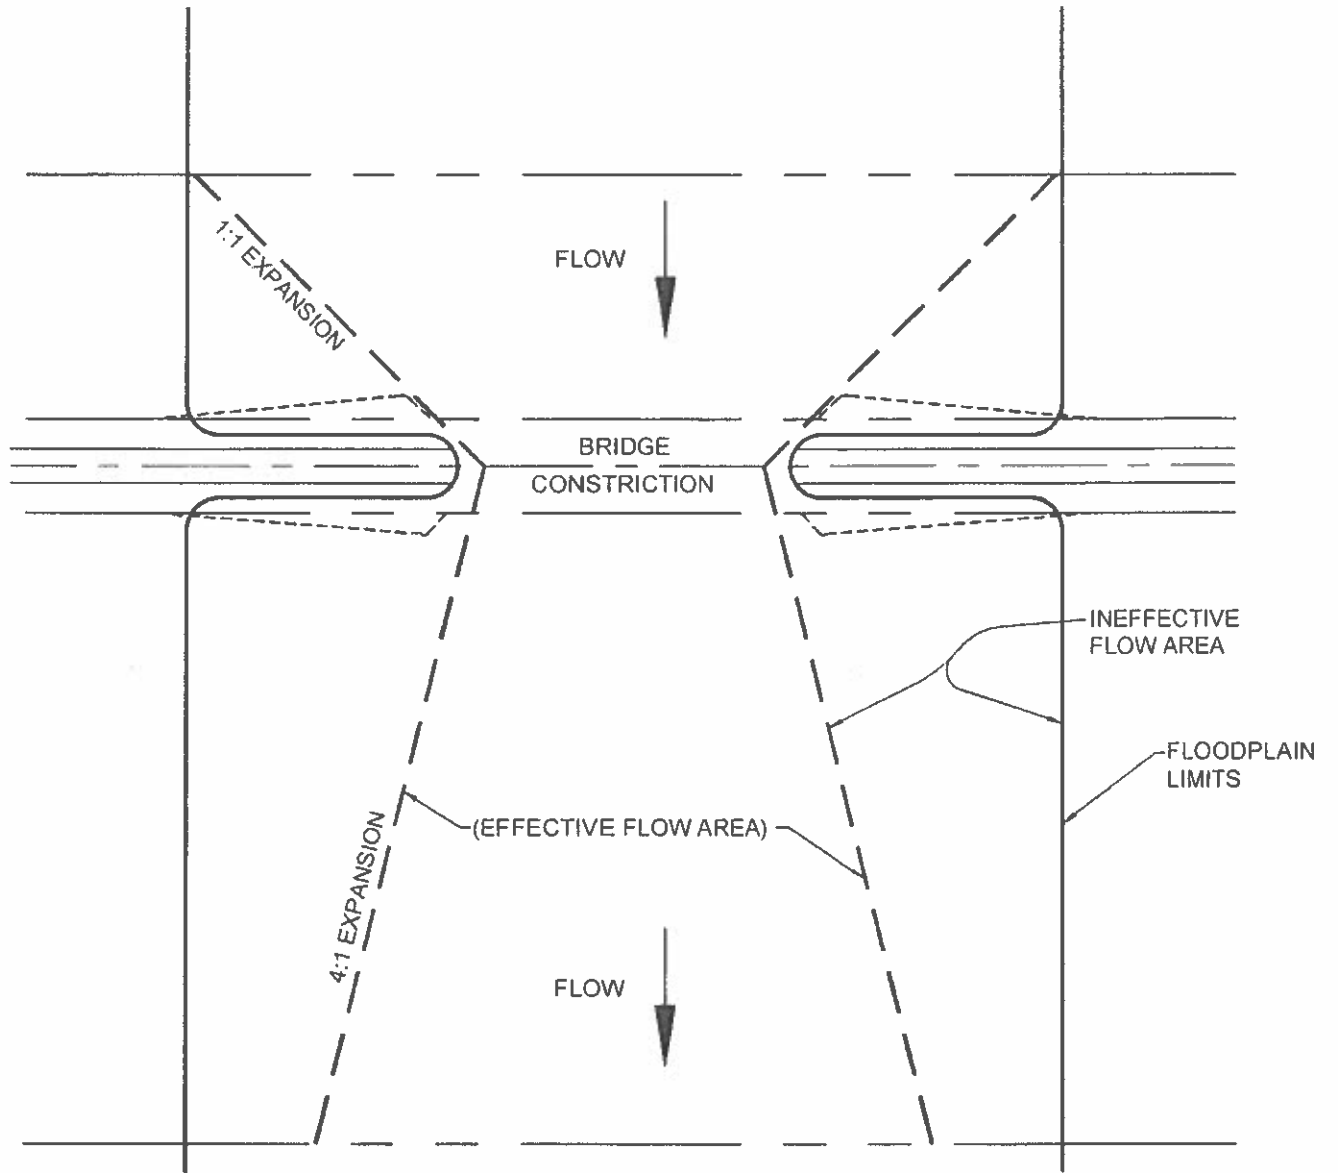 1:1 EXPANSION
FLOW
BRIDGE
CONSTRICTION
INEFFECTIVE
FLOW AREA
FLOODPLAIN
LIMITS
(EFFECTIVE FLOW AREA)
4:1 EXPANSION
FLOW